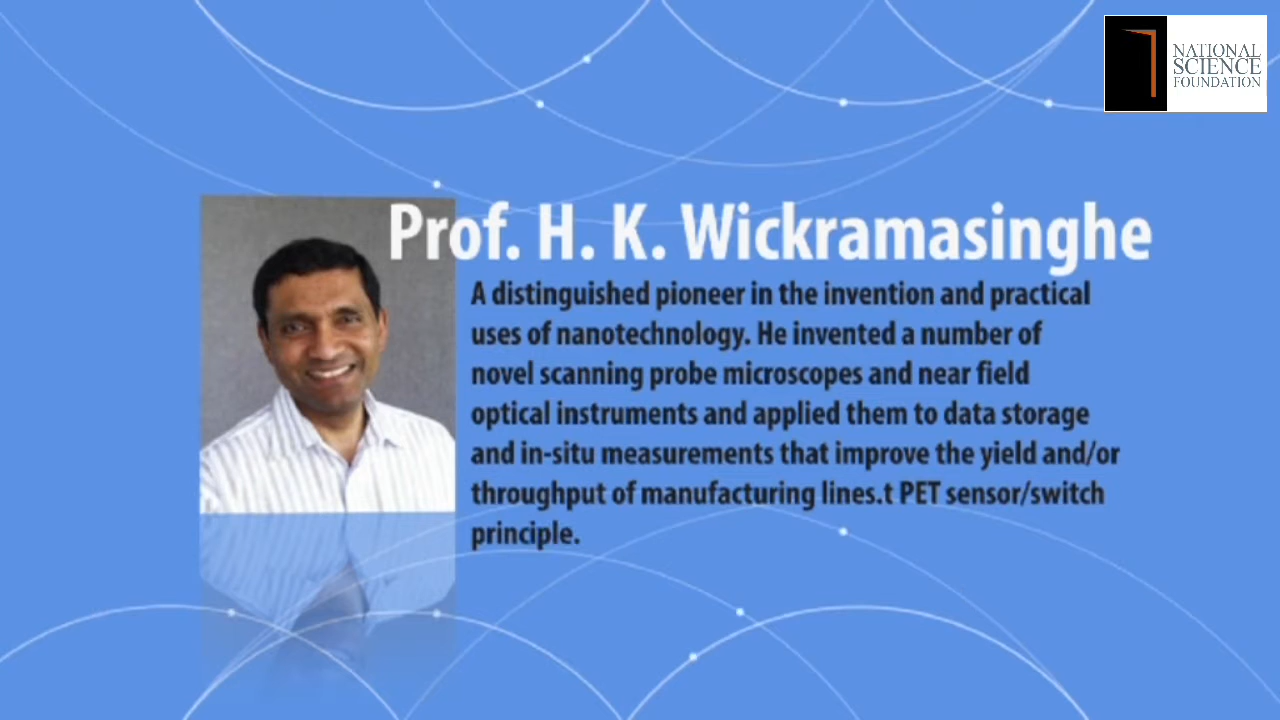 NATIONAL
SCIENCE
FOUNDATION
Prof. H. K. Wickramasinghe
A distinguished pioneer in the invention and practical
uses of nanotechnology. He invented a number of
novel scanning probe microscopes and near field
optical instruments and applied them to data storage
and in-situ measurements that improve the yield and/or
throughput of manufacturing lines.t PET sensor/switch
principle.